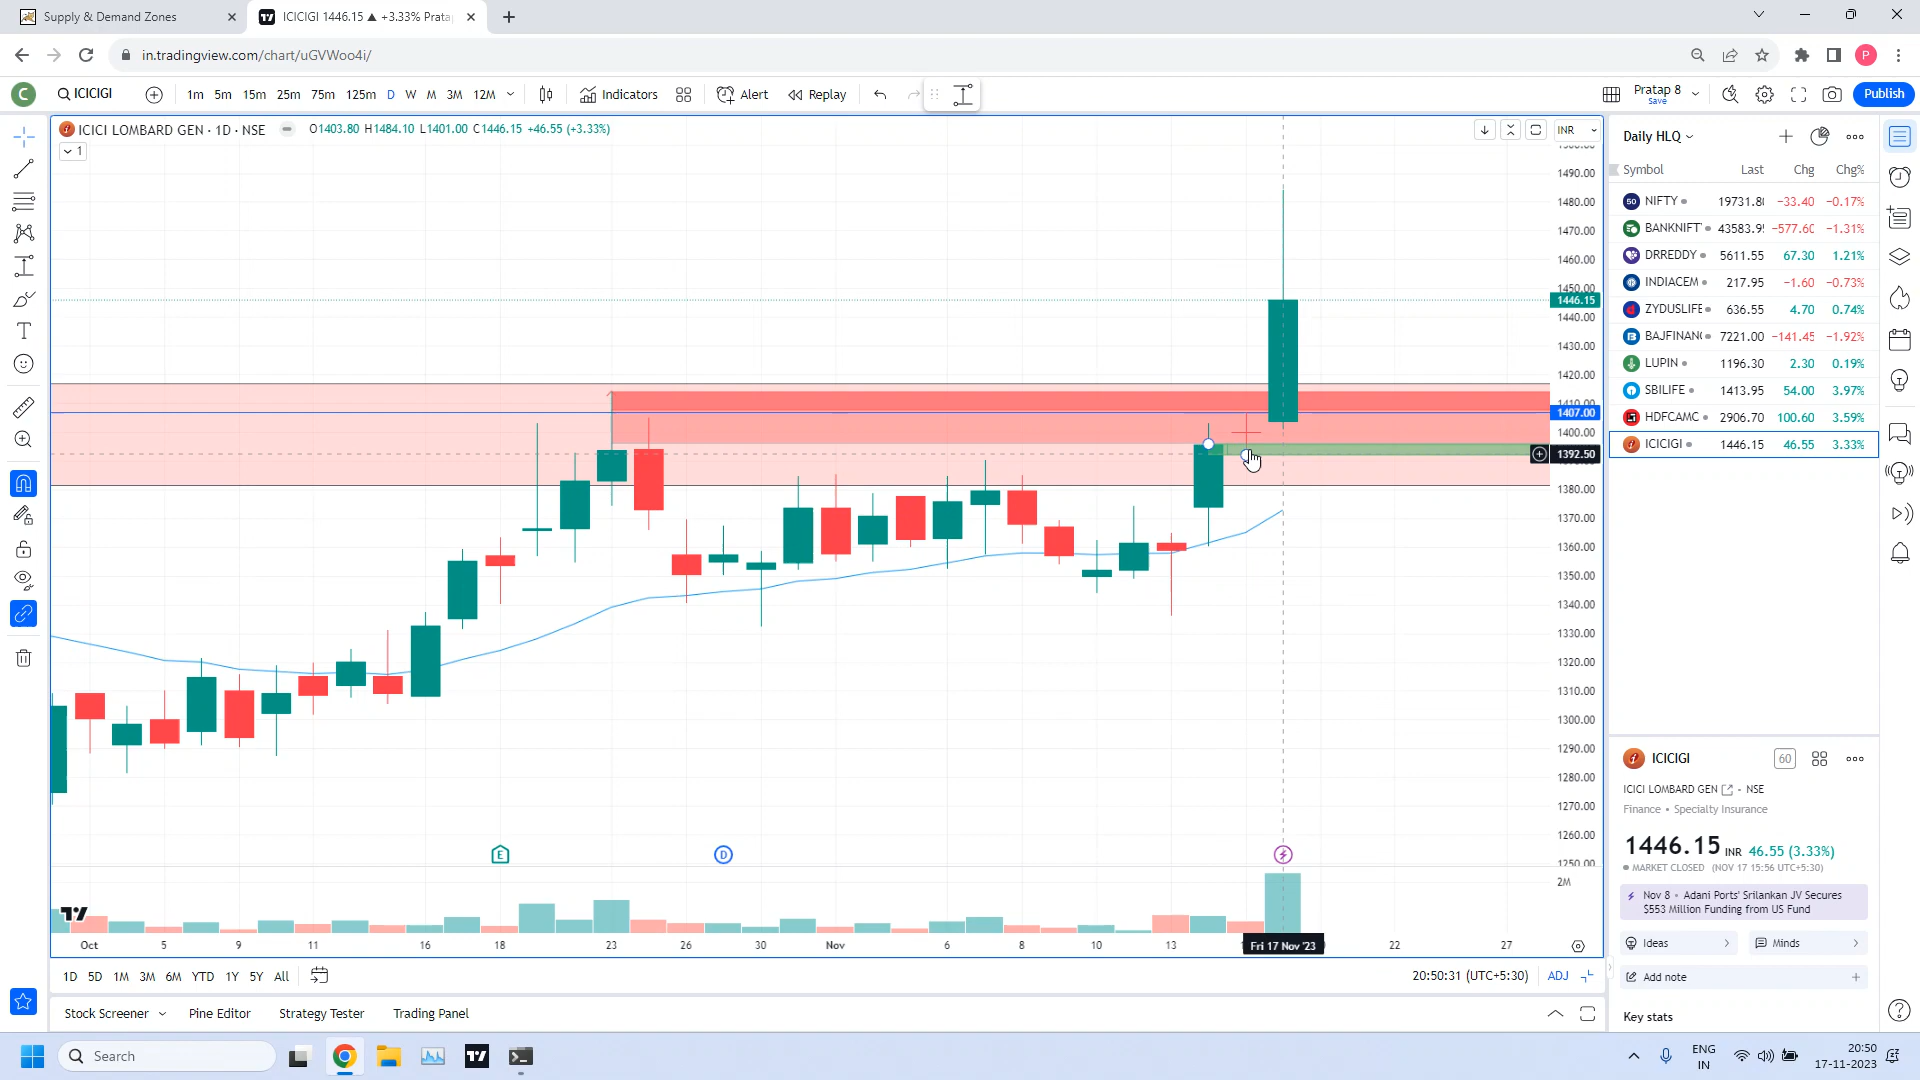 Supply & Demand Zones
ICICIGI 1446.15 ▲ +3.33% Pratap
in.tradingview.com/chart/uGVWoo4i/
P
C
ICICIGI
1m 5m 15m 25m 75m 125m D W M 3M 12M
Indicators
Alert
Replay
Pratap 8
Save
Publish
ICICI LOMBARD GEN · 1D · NSE
O1403.80 H1484.10 L1401.00 C1446.15 +46.55 (+3.33%)
1
INR
1490.00
1480.00
1470.00
1460.00
1450.00
1446.15
1440.00
1430.00
1420.00
1407.00
1400.00
1392.50
1380.00
1370.00
1360.00
1350.00
1340.00
1330.00
1320.00
1310.00
1300.00
1290.00
1280.00
1270.00
1260.00
1250.00
2M
E
D
Oct 5 9 11 16 18 23 26 30 Nov 6 8 10 13 Fri 17 Nov '23 22 27
1D 5D 1M 3M 6M YTD 1Y 5Y All
20:50:31 (UTC+5:30)
ADJ
Stock Screener
Pine Editor
Strategy Tester
Trading Panel
Daily HLQ
Symbol Last Chg Chg%
50 NIFTY 19731.80 −33.40 −0.17%
BANKNIFTY 43583.95 −577.60 −1.31%
DRREDDY 5611.55 67.30 1.21%
INDIACEM 217.95 −1.60 −0.73%
ZYDUSLIFE 636.55 4.70 0.74%
BAJFINANC 7221.00 −141.45 −1.92%
LUPIN 1196.30 2.30 0.19%
SBILIFE 1413.95 54.00 3.97%
HDFCAMC 2906.70 100.60 3.59%
ICICIGI 1446.15 46.55 3.33%
ICICIGI
60
ICICI LOMBARD GEN · NSE
Finance • Specialty Insurance
1446.15 INR 46.55 (3.33%)
MARKET CLOSED (NOV 17 15:56 UTC+5:30)
Nov 8 • Adani Ports' Srilankan JV Secures
$553 Million Funding from US Fund
Ideas
Minds
Add note
Key stats
Search
ENG
IN
20:50
17-11-2023